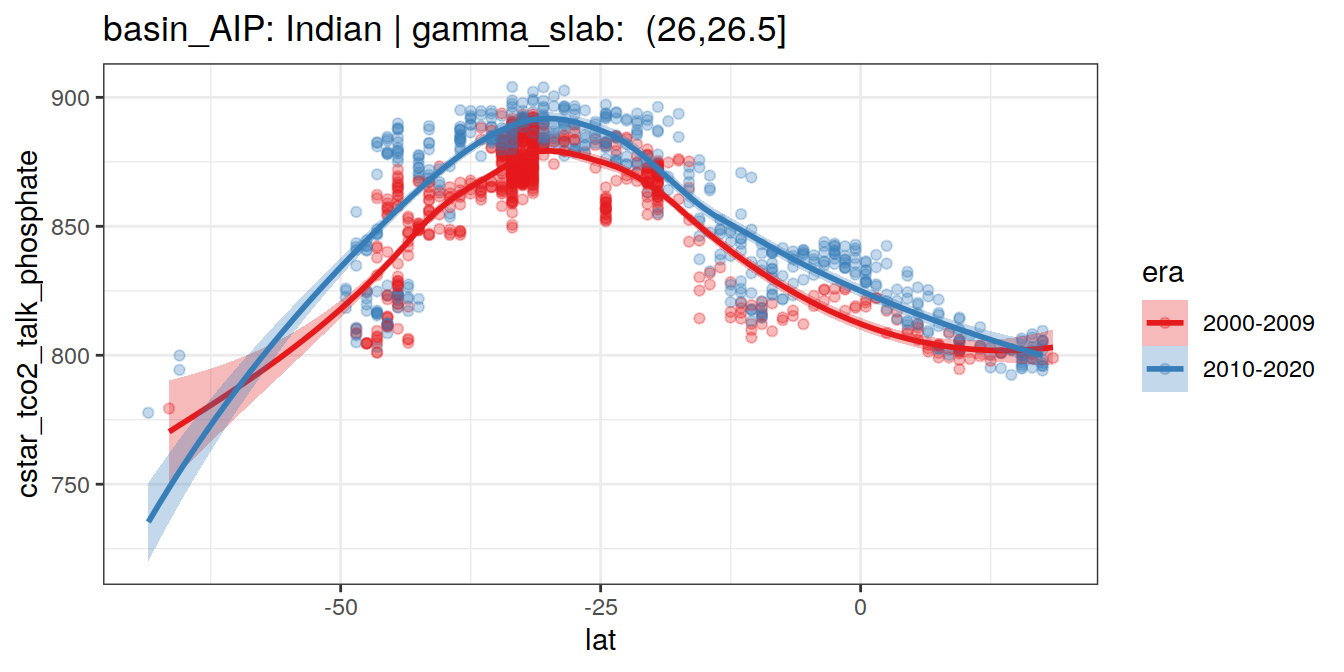 basin_AIP: Indian | gamma_slab:  (26,26.5]
cstar_tco2_talk_phosphate
900
850
800
750
-50
-25
0
lat
era
2000-2009
2010-2020